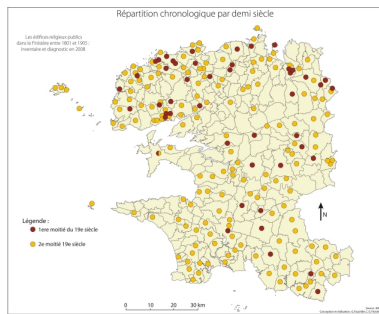 Répartition chronologique par demi siècle
Les édifices religieux publics
dans le Finistère entre 1801 et 1905 :
Inventaire et diagnostic en 2008
N
Légende :
1ere moitié du 19e siècle
2e moitié 19e siècle
0 10 20 30 km